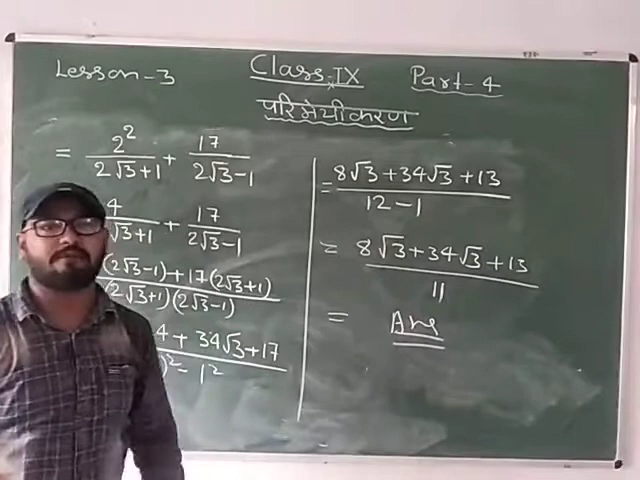 Lesson-3 Class-IX Part-4
परिमेयीकरण
= 2²/(2√3+1) + 17/(2√3-1)
4/(√3+1) + 17/(2√3-1)
(2√3-1)+17(2√3+1)/(2√3+1)(2√3-1)
4+34√3+17/)²-1²
= 8√3+34√3+13/12-1
= 8√3+34√3+13/11
= Ans